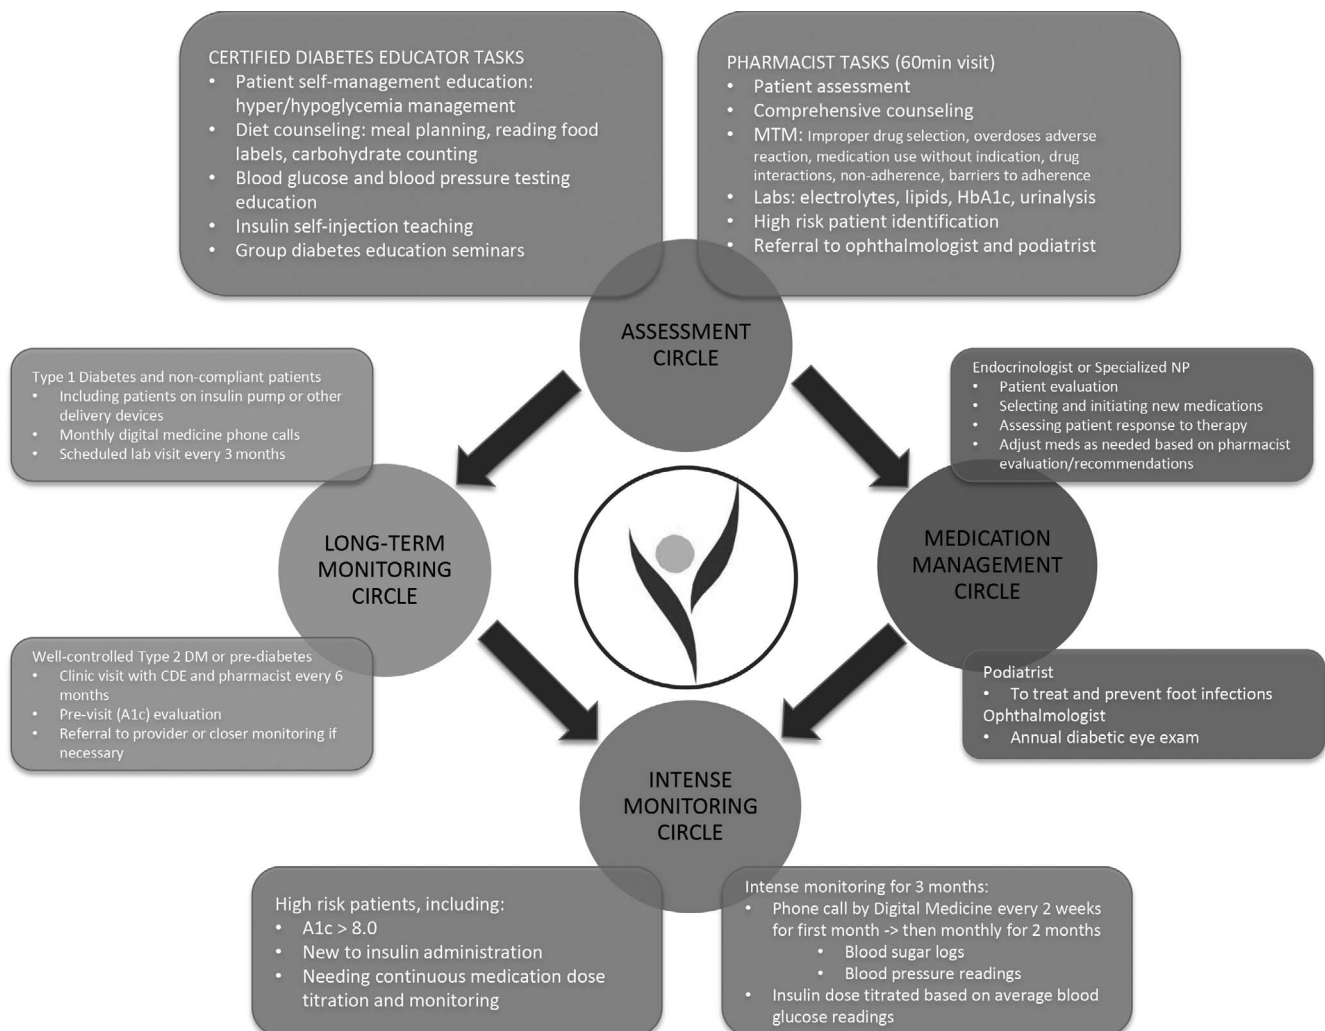 CERTIFIED DIABETES EDUCATOR TASKS
• Patient self-management education:
hyper/hypoglycemia management
• Diet counseling: meal planning, reading food
labels, carbohydrate counting
• Blood glucose and blood pressure testing
education
• Insulin self-injection teaching
• Group diabetes education seminars
PHARMACIST TASKS (60min visit)
• Patient assessment
• Comprehensive counseling
• MTM: Improper drug selection, overdoses adverse
reaction, medication use without indication, drug
interactions, non-adherence, barriers to adherence
• Labs: electrolytes, lipids, HbA1c, urinalysis
• High risk patient identification
• Referral to ophthalmologist and podiatrist
ASSESSMENT
CIRCLE
Type 1 Diabetes and non-compliant patients
• Including patients on insulin pump or other
delivery devices
• Monthly digital medicine phone calls
• Scheduled lab visit every 3 months
Endocrinologist or Specialized NP
• Patient evaluation
• Selecting and initiating new medications
• Assessing patient response to therapy
• Adjust meds as needed based on pharmacist
evaluation/recommendations
LONG-TERM
MONITORING
CIRCLE
MEDICATION
MANAGEMENT
CIRCLE
Well-controlled Type 2 DM or pre-diabetes
• Clinic visit with CDE and pharmacist every 6
months
• Pre-visit (A1c) evaluation
• Referral to provider or closer monitoring if
necessary
Podiatrist
• To treat and prevent foot infections
Ophthalmologist
• Annual diabetic eye exam
INTENSE
MONITORING
CIRCLE
High risk patients, including:
• A1c > 8.0
• New to insulin administration
• Needing continuous medication dose
titration and monitoring
Intense monitoring for 3 months:
• Phone call by Digital Medicine every 2 weeks
for first month -> then monthly for 2 months
• Blood sugar logs
• Blood pressure readings
• Insulin dose titrated based on average blood
glucose readings